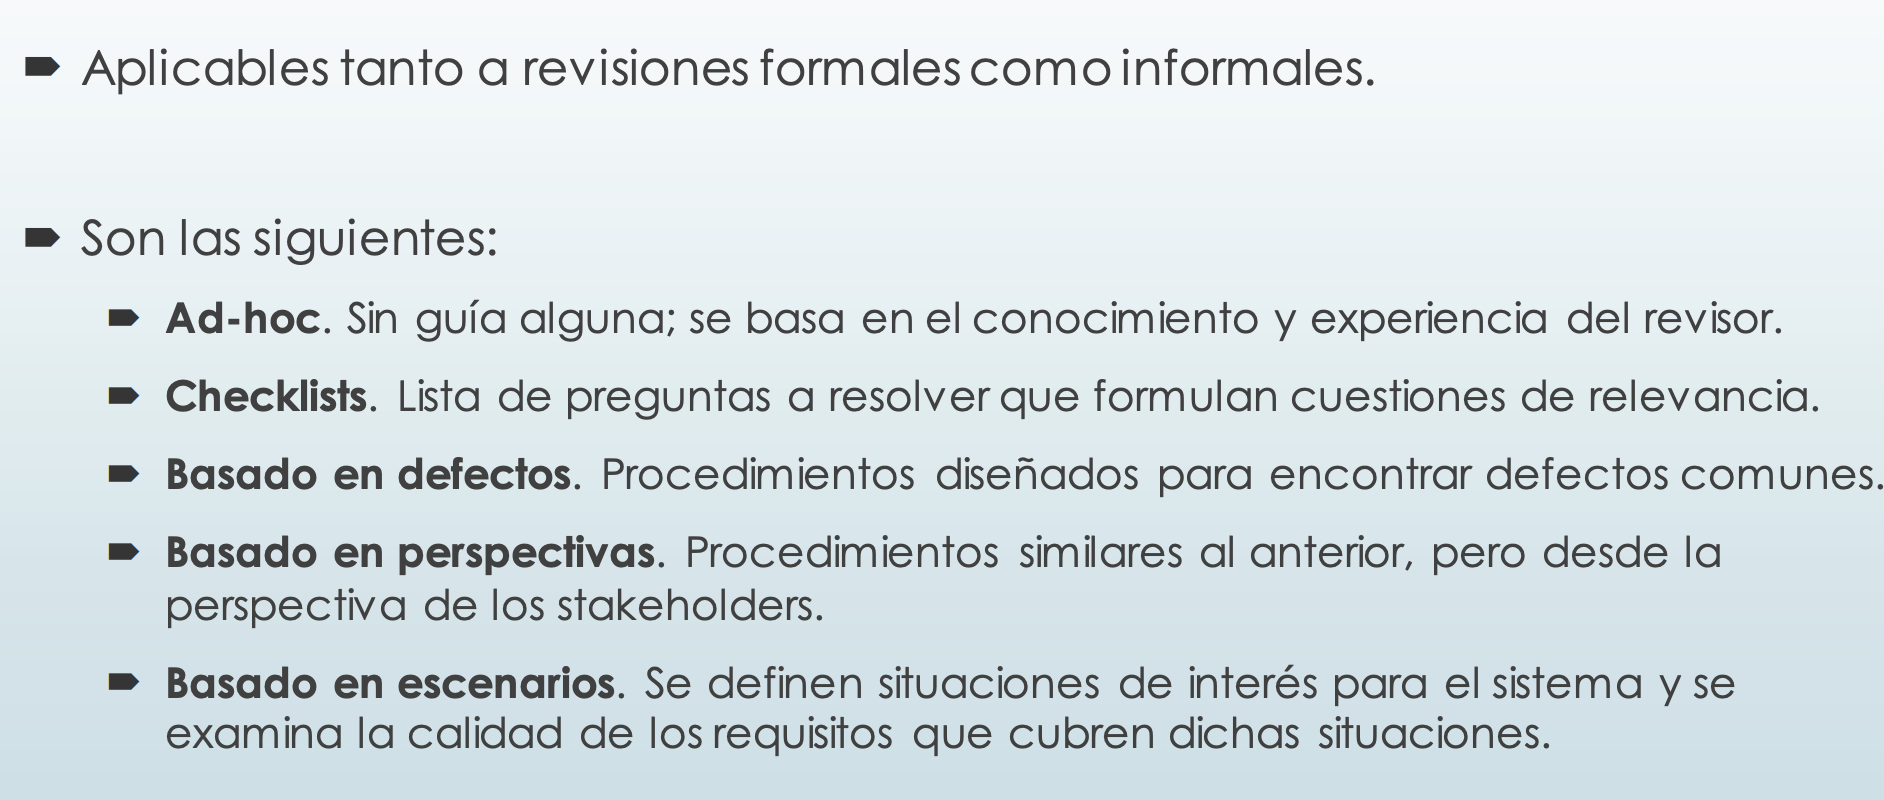 Aplicables tanto a revisiones formales como informales.
Son las siguientes:
Ad-hoc. Sin guía alguna; se basa en el conocimiento y experiencia del revisor.
Checklists. Lista de preguntas a resolver que formulan cuestiones de relevancia.
Basado en defectos. Procedimientos diseñados para encontrar defectos comunes.
Basado en perspectivas. Procedimientos similares al anterior, pero desde la
perspectiva de los stakeholders.
Basado en escenarios. Se definen situaciones de interés para el sistema y se
examina la calidad de los requisitos que cubren dichas situaciones.